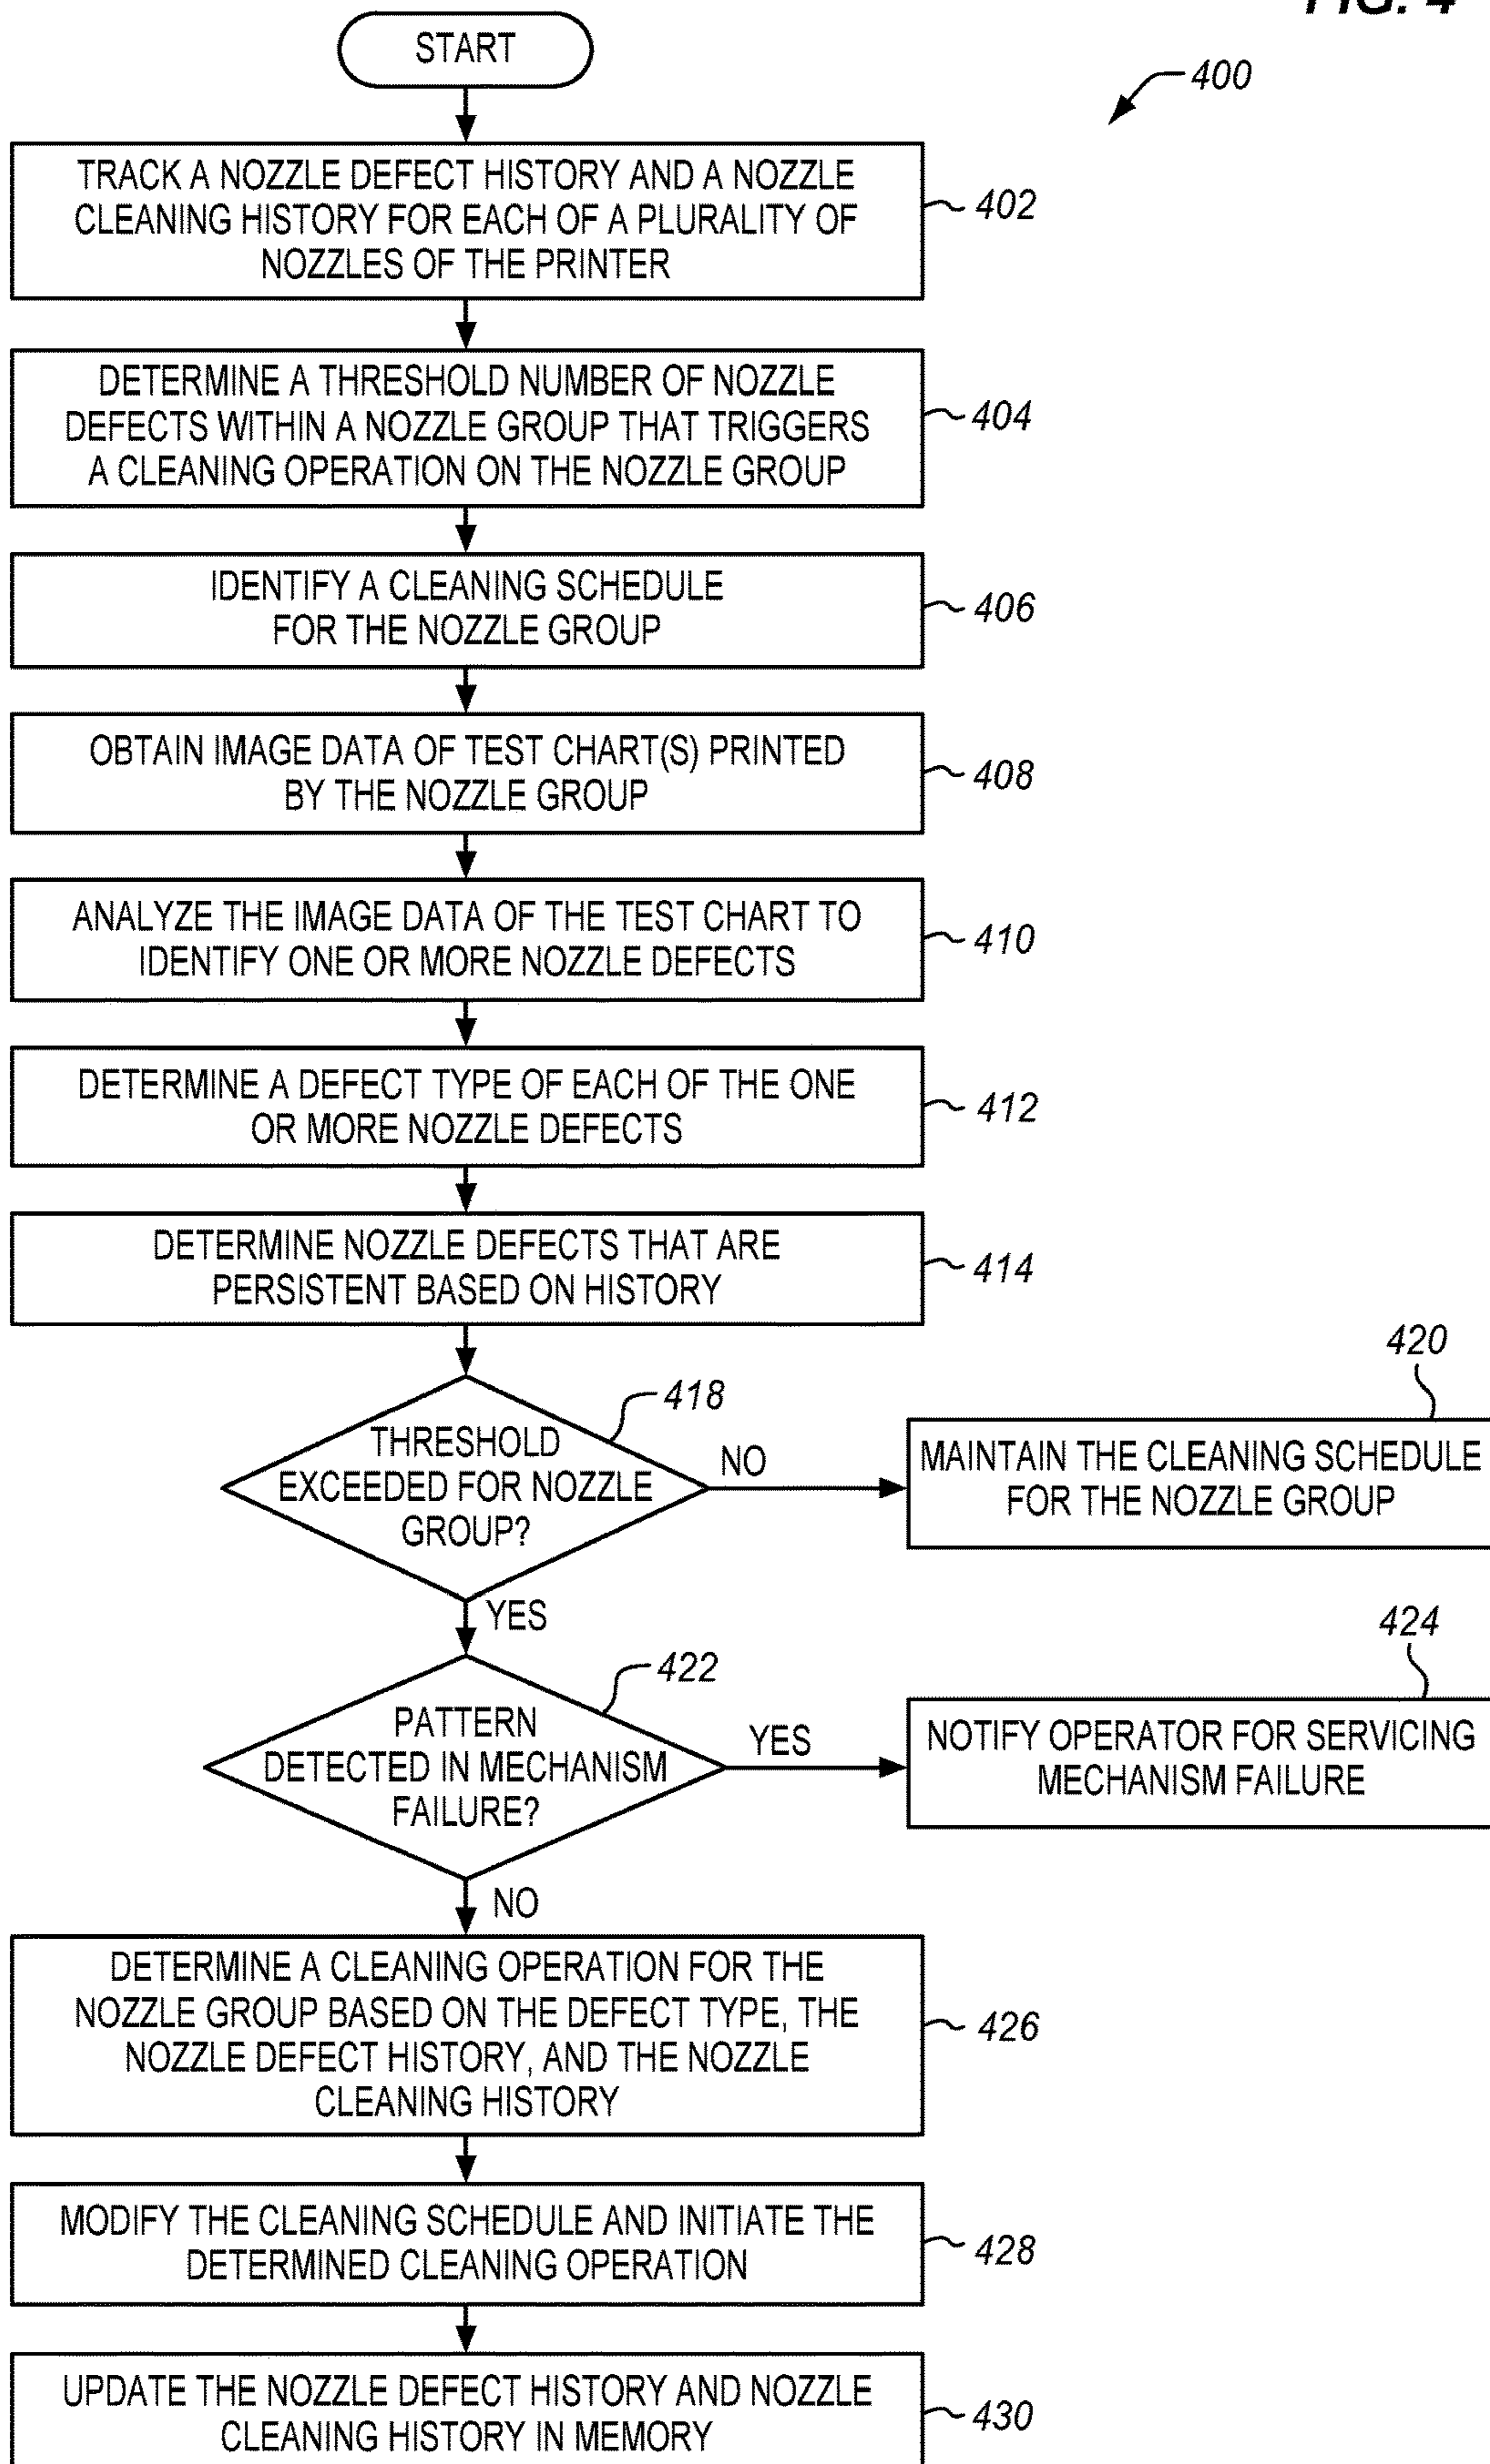 FIG. 4
START
400
TRACK A NOZZLE DEFECT HISTORY AND A NOZZLE
CLEANING HISTORY FOR EACH OF A PLURALITY OF
NOZZLES OF THE PRINTER
402
DETERMINE A THRESHOLD NUMBER OF NOZZLE
DEFECTS WITHIN A NOZZLE GROUP THAT TRIGGERS
A CLEANING OPERATION ON THE NOZZLE GROUP
404
IDENTIFY A CLEANING SCHEDULE
FOR THE NOZZLE GROUP
406
OBTAIN IMAGE DATA OF TEST CHART(S) PRINTED
BY THE NOZZLE GROUP
408
ANALYZE THE IMAGE DATA OF THE TEST CHART TO
IDENTIFY ONE OR MORE NOZZLE DEFECTS
410
DETERMINE A DEFECT TYPE OF EACH OF THE ONE
OR MORE NOZZLE DEFECTS
412
DETERMINE NOZZLE DEFECTS THAT ARE
PERSISTENT BASED ON HISTORY
414
THRESHOLD
EXCEEDED FOR NOZZLE
GROUP?
418
NO
420
MAINTAIN THE CLEANING SCHEDULE
FOR THE NOZZLE GROUP
YES
PATTERN
DETECTED IN MECHANISM
FAILURE?
422
YES
424
NOTIFY OPERATOR FOR SERVICING
MECHANISM FAILURE
NO
DETERMINE A CLEANING OPERATION FOR THE
NOZZLE GROUP BASED ON THE DEFECT TYPE, THE
NOZZLE DEFECT HISTORY, AND THE NOZZLE
CLEANING HISTORY
426
MODIFY THE CLEANING SCHEDULE AND INITIATE THE
DETERMINED CLEANING OPERATION
428
UPDATE THE NOZZLE DEFECT HISTORY AND NOZZLE
CLEANING HISTORY IN MEMORY
430